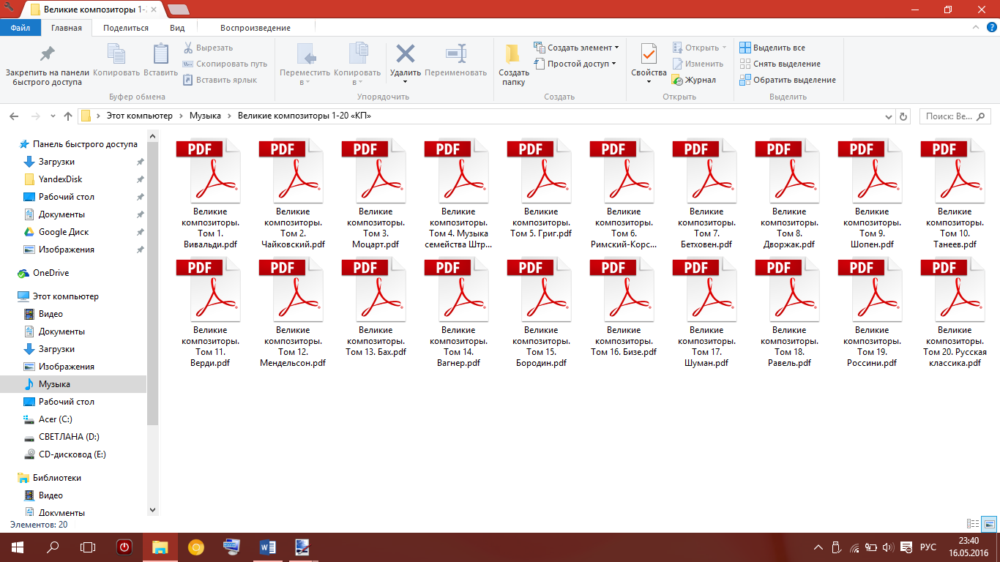 Великие композиторы 1-
Файл Главная Поделиться Вид Воспроизведение
Закрепить на панели быстрого доступа
Копировать
Вставить
Вырезать
Скопировать путь
Вставить ярлык
Буфер обмена
Переместить в
Копировать в
Удалить
Переименовать
Упорядочить
Создать папку
Создать элемент
Простой доступ
Создать
Свойства
Открыть
Изменить
Журнал
Открыть
Выделить все
Снять выделение
Обратить выделение
Выделить
Этот компьютер > Музыка > Великие композиторы 1-20 «КП»
Поиск: Ве...
Панель быстрого доступа
Загрузки
YandexDisk
Рабочий стол
Документы
Google Диск
Изображения
OneDrive
Этот компьютер
Видео
Документы
Загрузки
Изображения
Музыка
Рабочий стол
Acer (C:)
СВЕТЛАНА (D:)
CD-дисковод (E:)
Библиотеки
Видео
Документы
PDF PDF PDF PDF PDF PDF PDF PDF PDF PDF
Великие композиторы. Том 1. Вивальди.pdf
Великие композиторы. Том 2. Чайковский.pdf
Великие композиторы. Том 3. Моцарт.pdf
Великие композиторы. Том 4. Музыка семейства Штр...
Великие композиторы. Том 5. Григ.pdf
Великие композиторы. Том 6. Римский-Корс...
Великие композиторы. Том 7. Бетховен.pdf
Великие композиторы. Том 8. Дворжак.pdf
Великие композиторы. Том 9. Шопен.pdf
Великие композиторы. Том 10. Танеев.pdf
PDF PDF PDF PDF PDF PDF PDF PDF PDF PDF
Великие композиторы. Том 11. Верди.pdf
Великие композиторы. Том 12. Мендельсон.pdf
Великие композиторы. Том 13. Бах.pdf
Великие композиторы. Том 14. Вагнер.pdf
Великие композиторы. Том 15. Бородин.pdf
Великие композиторы. Том 16. Бизе.pdf
Великие композиторы. Том 17. Шуман.pdf
Великие композиторы. Том 18. Равель.pdf
Великие композиторы. Том 19. Россини.pdf
Великие композиторы. Том 20. Русская классика.pdf
Элементов: 20
РУС
23:40
16.05.2016